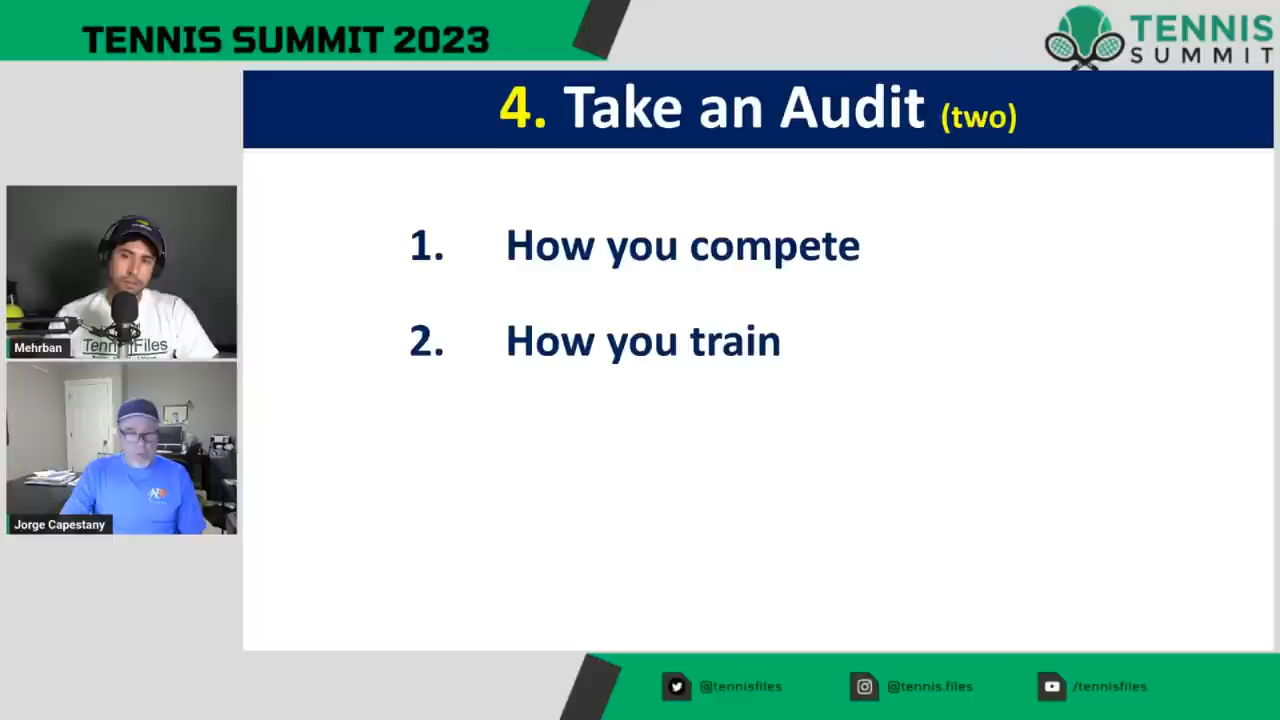 TENNIS SUMMIT 2023
TENNIS
SUMMIT
4. Take an Audit (two)
1. How you compete
2. How you train
Mehrban
Jorge Capestany
@tennisfiles
@tennis.files
/tennisfiles